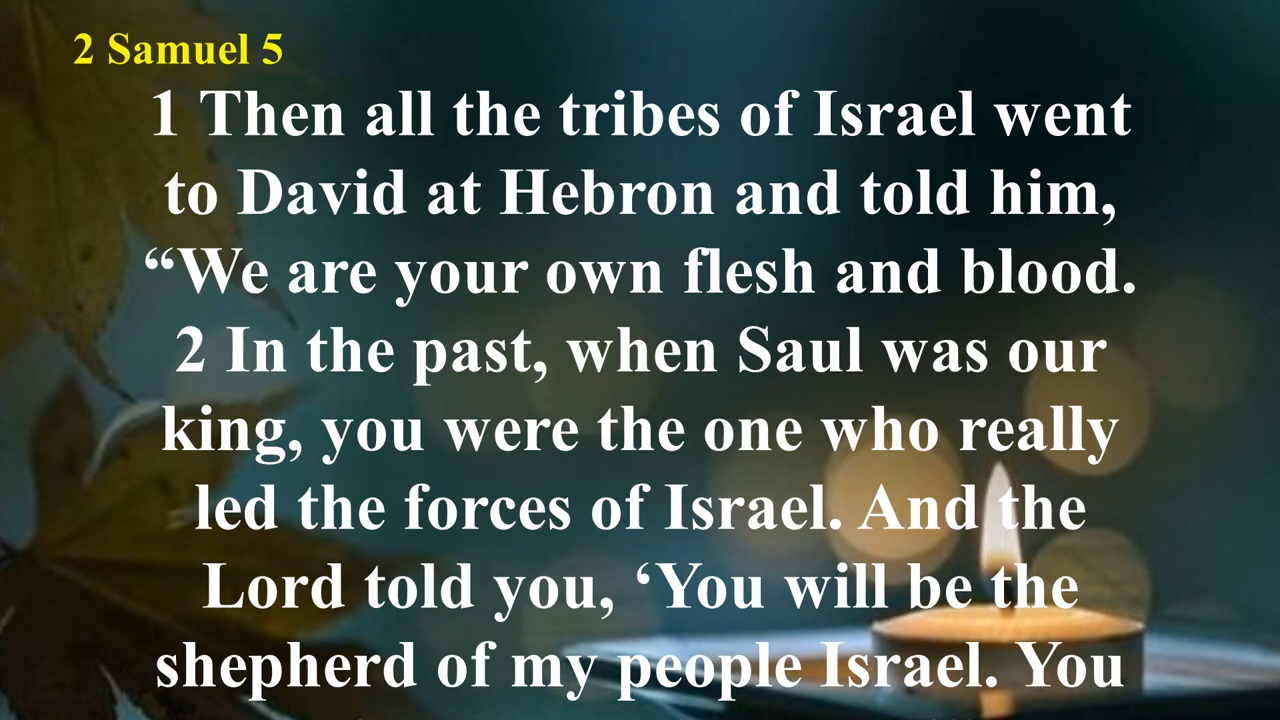 2 Samuel 5
1 Then all the tribes of Israel went
to David at Hebron and told him,
“We are your own flesh and blood.
2 In the past, when Saul was our
king, you were the one who really
led the forces of Israel. And the
Lord told you, ‘You will be the
shepherd of my people Israel. You